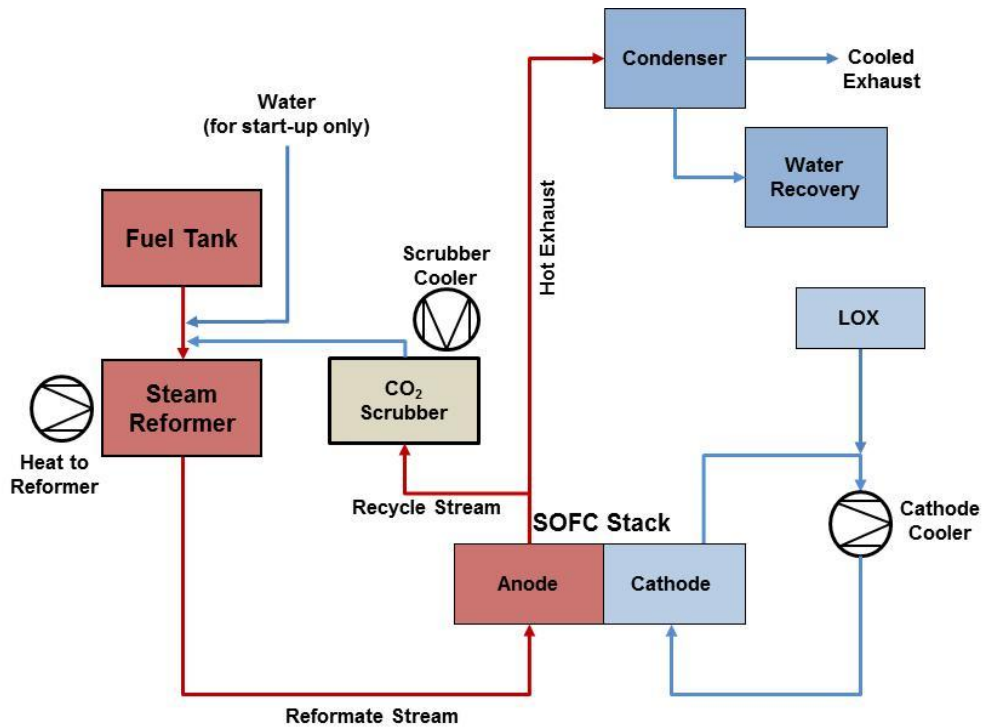 Condenser
Cooled
Exhaust
Water
(for start-up only)
Water
Recovery
Fuel Tank
Hot Exhaust
Scrubber
Cooler
LOX
Steam
Reformer
CO₂
Scrubber
Heat to
Reformer
Recycle Stream
SOFC Stack
Cathode
Cooler
Anode
Cathode
Reformate Stream